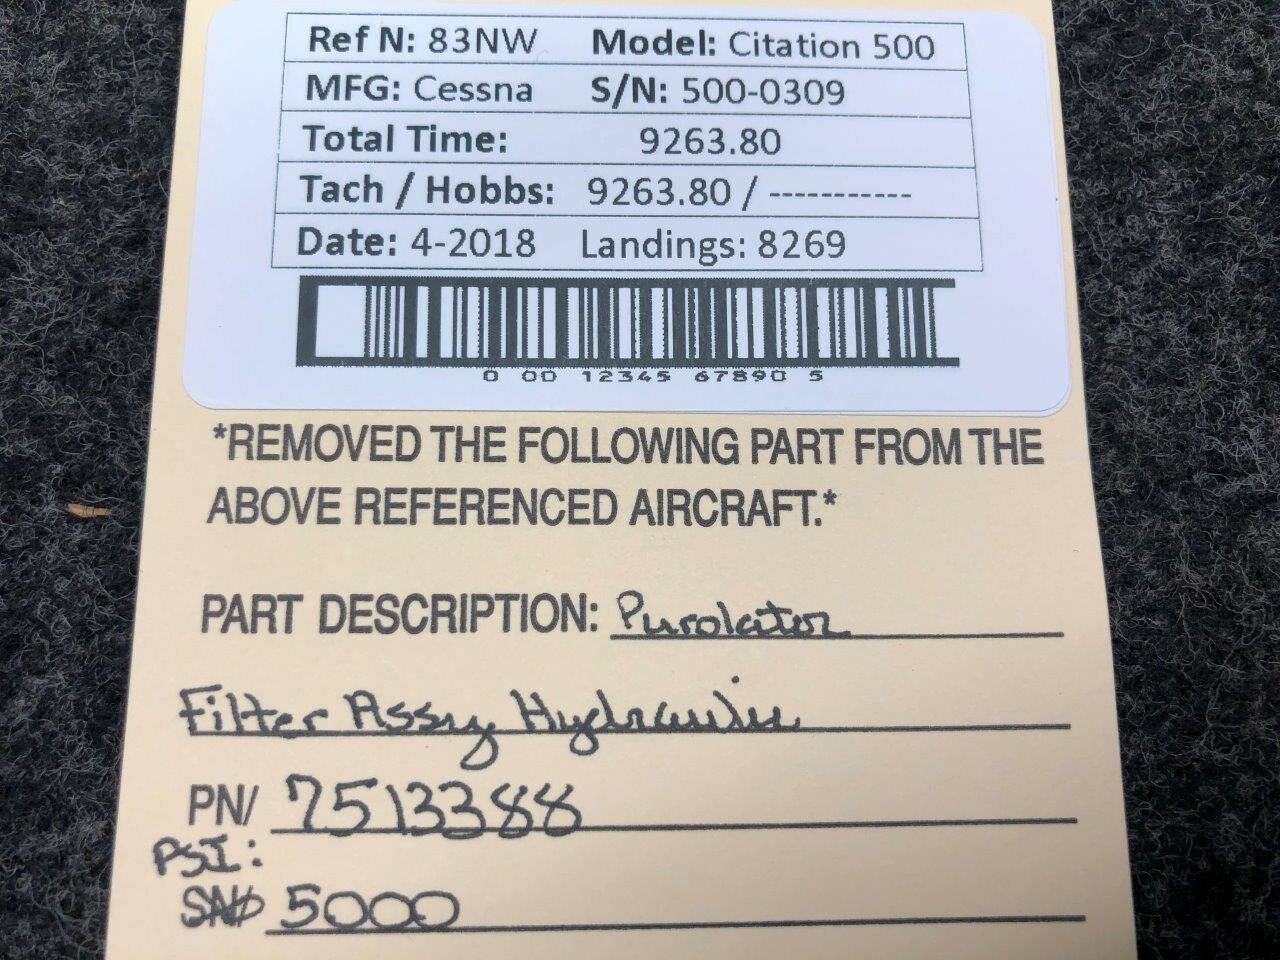 Ref N: 83NW Model: Citation 500
MFG: Cessna S/N: 500-0309
Total Time: 9263.80
Tach / Hobbs: 9263.80 / -----------
Date: 4-2018 Landings: 8269
0 00 12345 67890 5
*REMOVED THE FOLLOWING PART FROM THE
ABOVE REFERENCED AIRCRAFT.*
PART DESCRIPTION: Purolator
Filter Assy Hydraulic
PN/ 7513388
PSI:
SN/ 5000